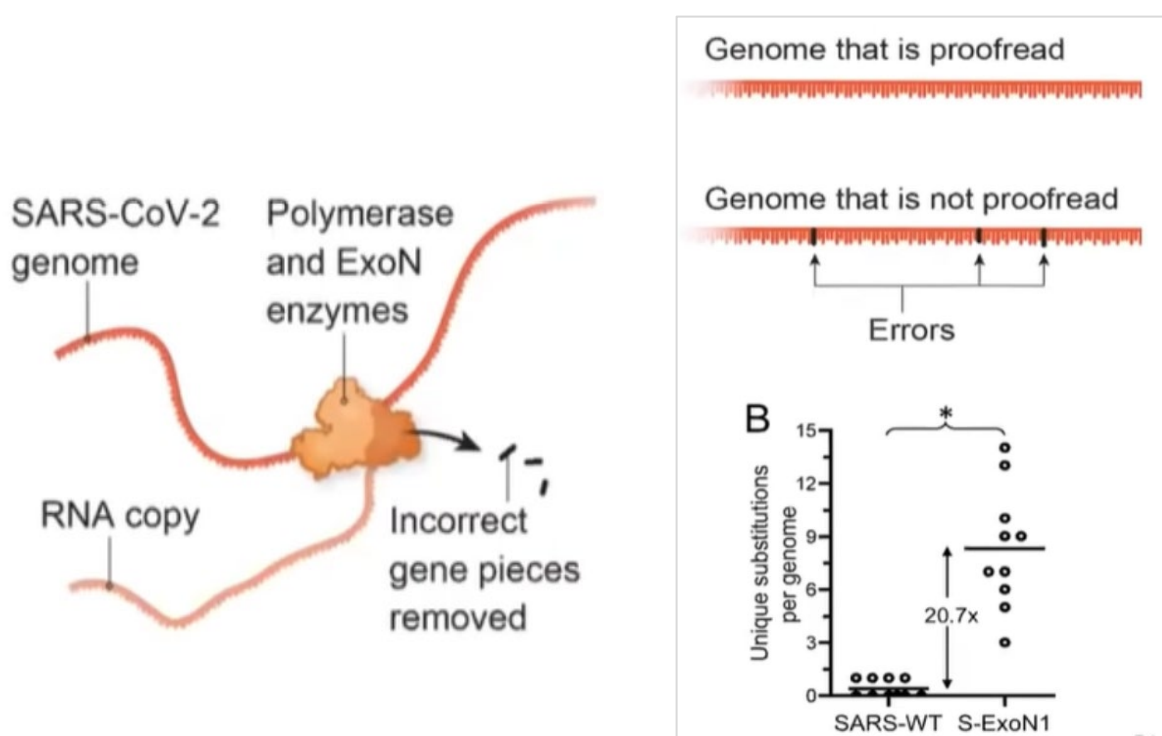 SARS-CoV-2
genome
Polymerase
and ExoN
enzymes
RNA copy
Incorrect
gene pieces
removed
Genome that is proofread
Genome that is not proofread
Errors
B
*
Unique substitutions
per genome
15
12
9
6
3
0
20.7x
SARS-WT
S-ExoN1